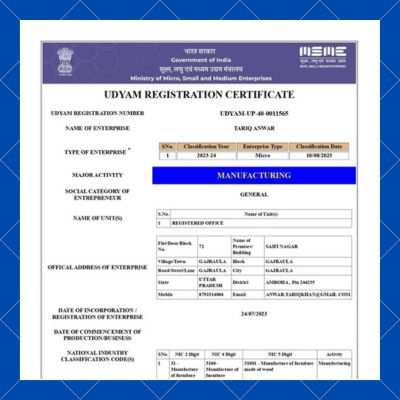 भारत सरकार
Government of India
सूक्ष्म, लघु एवं मध्यम उद्यम मंत्रालय
Ministry of Micro, Small and Medium Enterprises
MSME
UDYAM REGISTRATION CERTIFICATE
UDYAM REGISTRATION NUMBER UDYAM-UP-40-0011565
NAME OF ENTERPRISE TARIQ ANWAR
TYPE OF ENTERPRISE *
SNo. Classification Year Enterprise Type Classification Date
1 2023-24 Micro 10/08/2023
MAJOR ACTIVITY MANUFACTURING
SOCIAL CATEGORY OF ENTREPRENEUR GENERAL
NAME OF UNIT(S)
S.No. Name of Unit(s)
1 REGISTERED OFFICE
OFFICAL ADDRESS OF ENTERPRISE
Flat/Door/Block No. 72 Name of Premises/ Building SAIFI NAGAR
Village/Town GAJRAULA Block GAJRAULA
Road/Street/Lane GAJRAULA City GAJRAULA
State UTTAR PRADESH District AMROHA , Pin 244235
Mobile 8791514004 Email: ANWAR.TARIQKHAN@GMAIL.COM
DATE OF INCORPORATION / REGISTRATION OF ENTERPRISE 24/07/2023
DATE OF COMMENCEMENT OF PRODUCTION/BUSINESS
NATIONAL INDUSTRY CLASSIFICATION CODE(S)
SNo. NIC 2 Digit NIC 4 Digit NIC 5 Digit Activity
1 31 - Manufacture of furniture 3100 - Manufacture of furniture 31001 - Manufacture of furniture made of wood Manufacturing